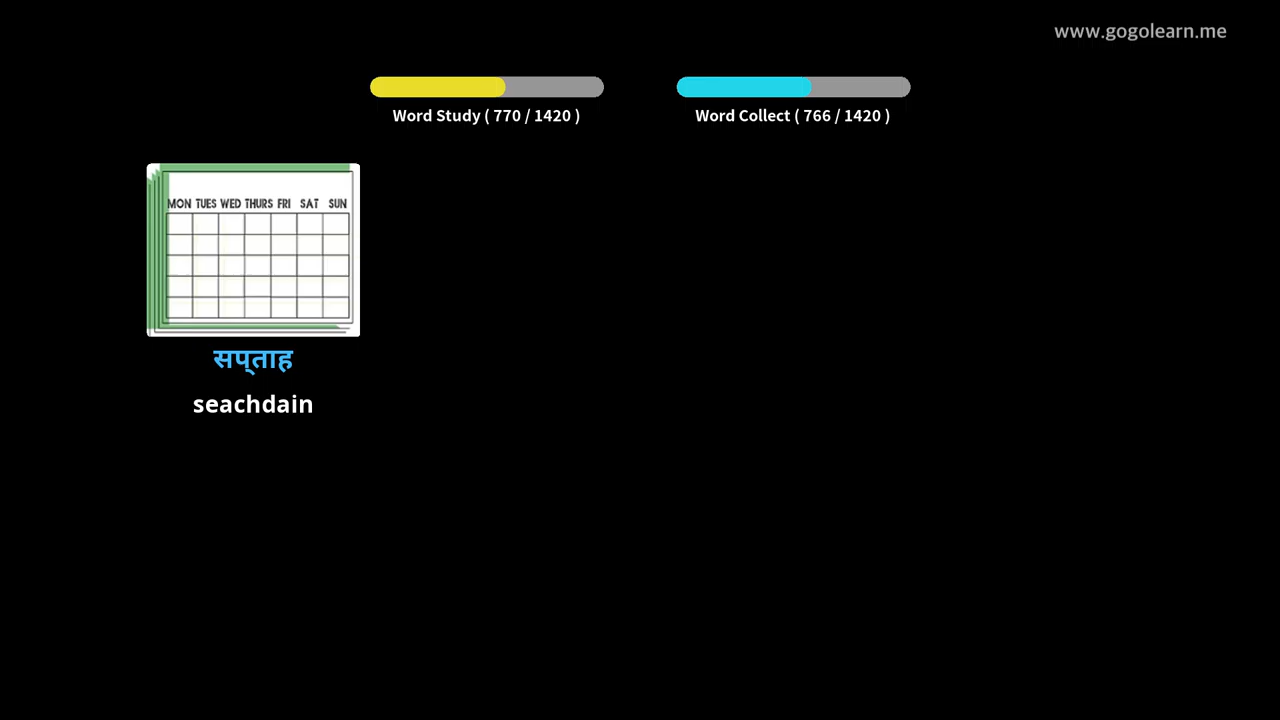 www.gogolearn.me
Word Study ( 770 / 1420 )
Word Collect ( 766 / 1420 )
MON TUES WED THURS FRI SAT SUN
सप्ताह
seachdain